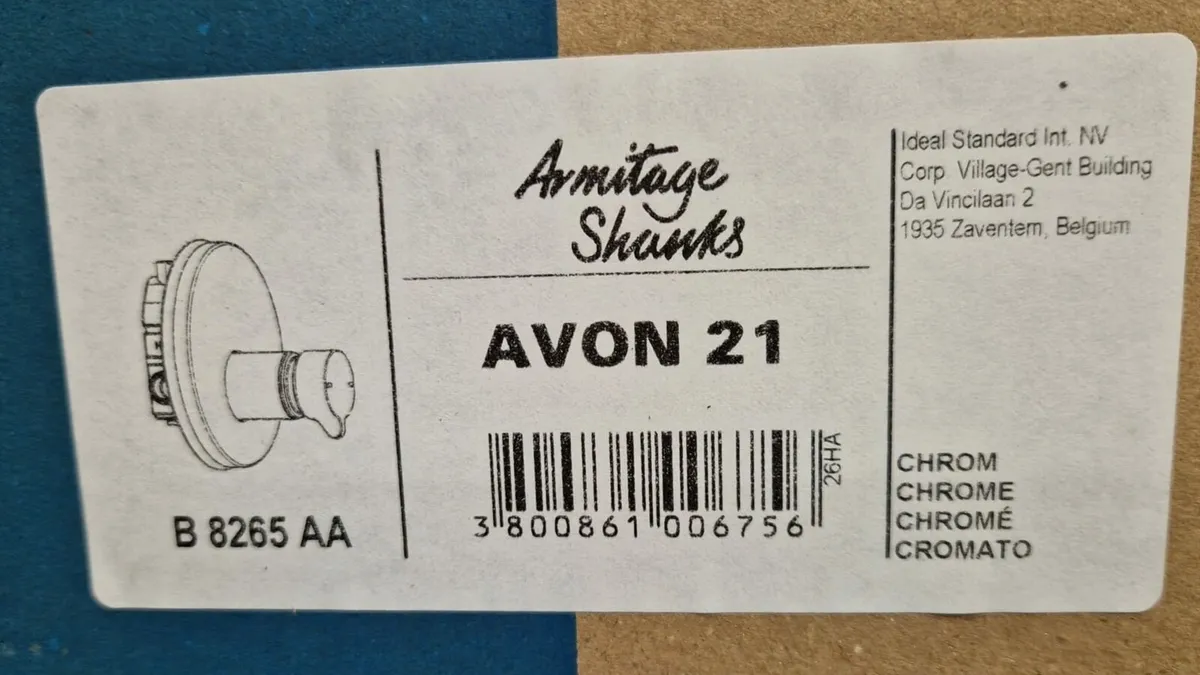 Armitage
Shanks
AVON 21
B 8265 AA
3 800861 006756
26HA
Ideal Standard Int. NV
Corp. Village-Gent Building
Da Vincilaan 2
1935 Zaventem, Belgium
CHROM
CHROME
CHROMÉ
CROMATO